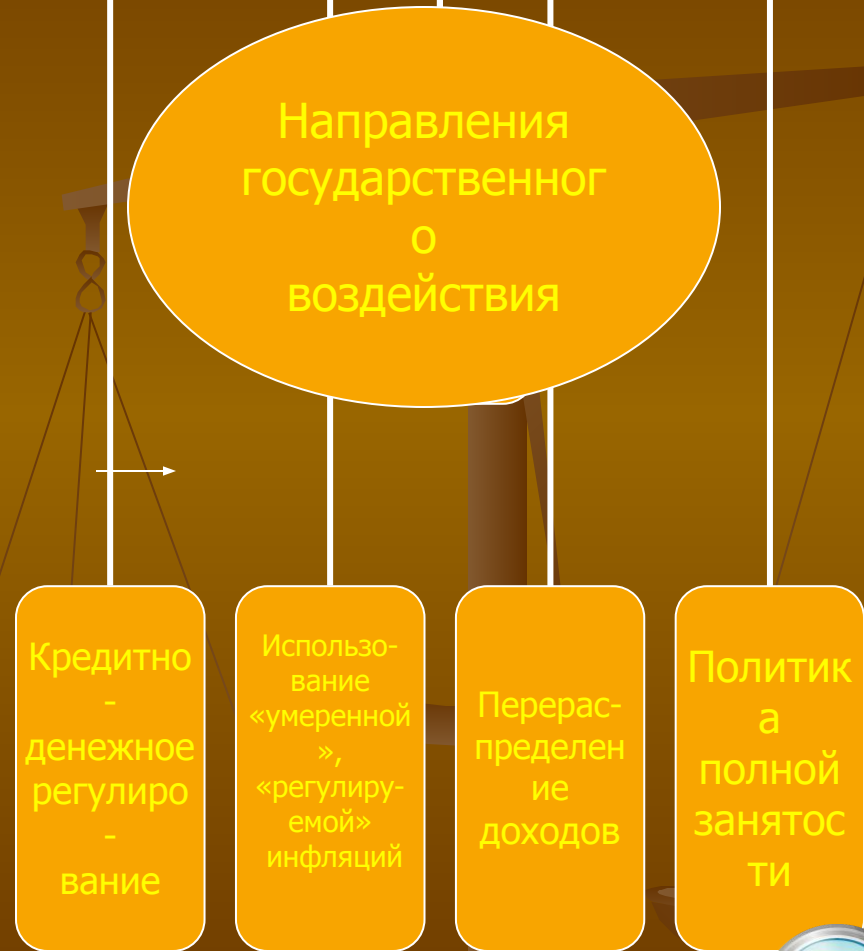 Направления
государственног
о
воздействия
Кредитно
-
денежное
регулиро
-
вание
Использо-
вание
«умеренной
»,
«регулиру-
емой»
инфляций
Перерас-
пределен
ие
доходов
Политик
а
полной
занятос
ти